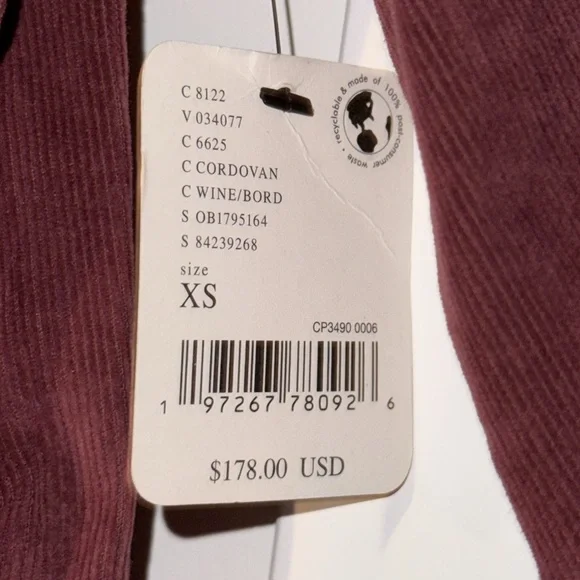 C 8122
V 034077
C 6625
C CORDOVAN
C WINE/BORD
S OB1795164
S 84239268
size
XS
recyclable & made of 100% post-consumer waste •
CP3490 0006
1 97267 78092 6
$178.00 USD